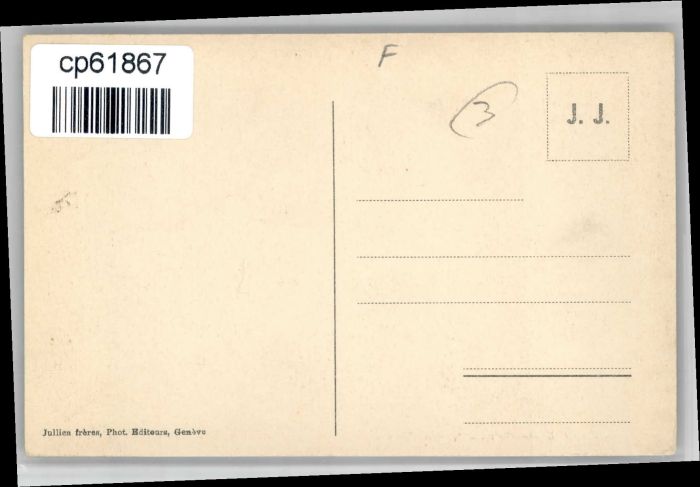 cp61867
F
3
J. J.
Jullien frères, Phot. Editeurs, Genève